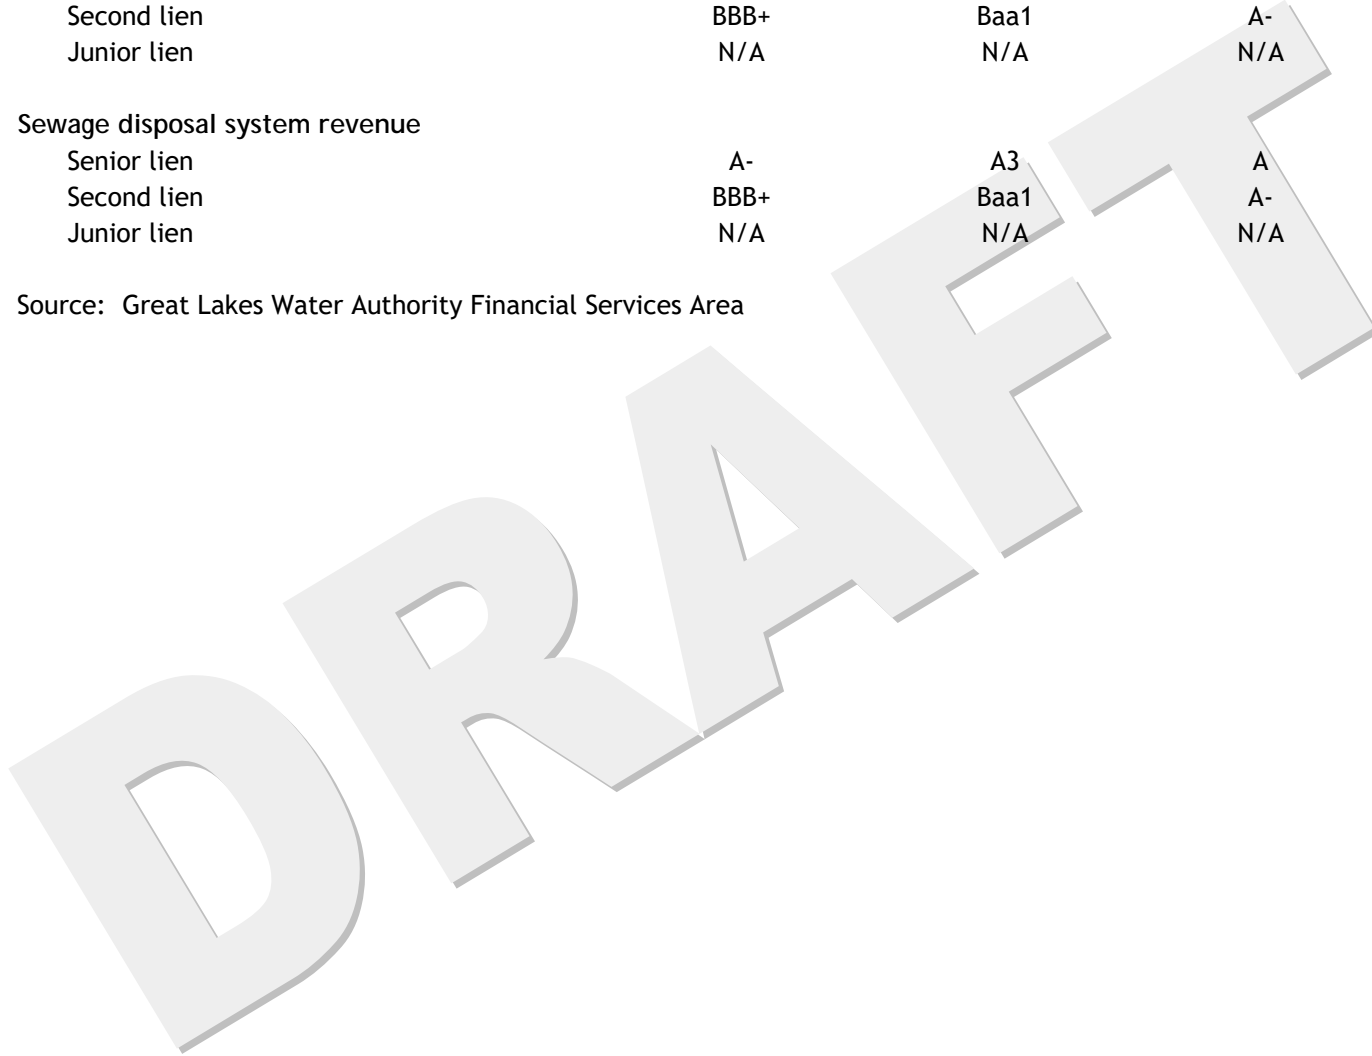 Second lien BBB+ Baa1 A-
Junior lien N/A N/A N/A
Sewage disposal system revenue
Senior lien A- A3 A
Second lien BBB+ Baa1 A-
Junior lien N/A N/A N/A
Source: Great Lakes Water Authority Financial Services Area
DRAFT